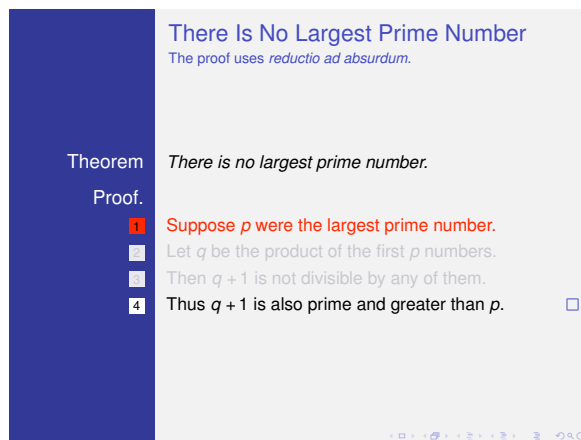 There Is No Largest Prime Number
The proof uses reductio ad absurdum.
Theorem There is no largest prime number.
Proof.
1 Suppose p were the largest prime number.
2 Let q be the product of the first p numbers.
3 Then q + 1 is not divisible by any of them.
4 Thus q + 1 is also prime and greater than p. □